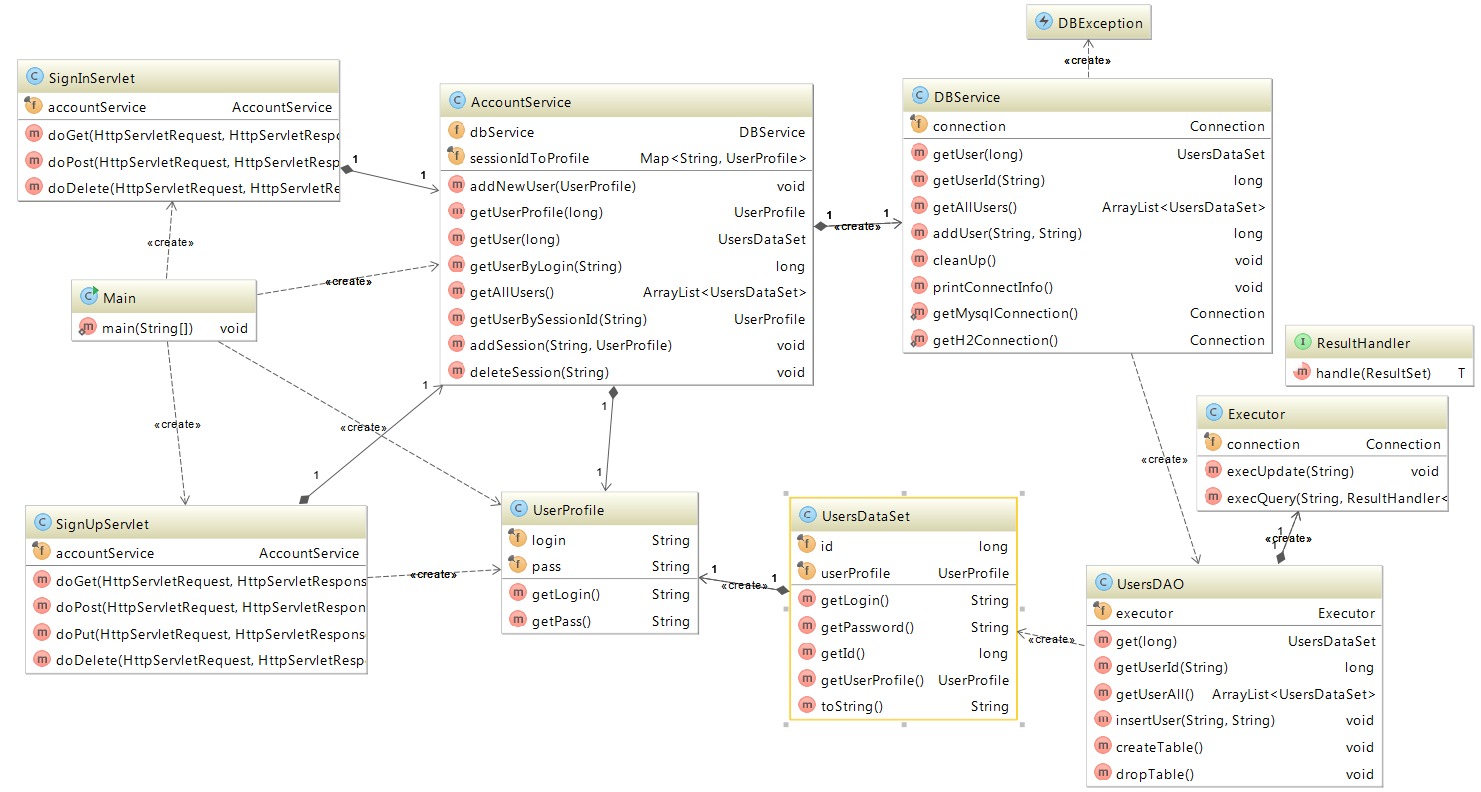 DBException
«create»
SignInServlet
accountService AccountService
doGet(HttpServletRequest, HttpServletRespo
doPost(HttpServletRequest, HttpServletResp
doDelete(HttpServletRequest, HttpServletRe
1
1
«create»
Main
main(String[]) void
«create»
«create»
«create»
AccountService
dbService DBService
sessionIdToProfile Map<String, UserProfile>
addNewUser(UserProfile) void
getUserProfile(long) UserProfile
getUser(long) UsersDataSet
getUserByLogin(String) long
getAllUsers() ArrayList<UsersDataSet>
getUserBySessionId(String) UserProfile
addSession(String, UserProfile) void
deleteSession(String) void
1 1
«create»
DBService
connection Connection
getUser(long) UsersDataSet
getUserId(String) long
getAllUsers() ArrayList<UsersDataSet>
addUser(String, String) long
cleanUp() void
printConnectInfo() void
getMysqlConnection() Connection
getH2Connection() Connection
ResultHandler
handle(ResultSet) T
Executor
connection Connection
execUpdate(String) void
execQuery(String, ResultHandler<
1
«create»
1
«create»
1
1
1
1
SignUpServlet
accountService AccountService
doGet(HttpServletRequest, HttpServletRespons
doPost(HttpServletRequest, HttpServletRespon
doPut(HttpServletRequest, HttpServletResponse
doDelete(HttpServletRequest, HttpServletResp
«create»
UserProfile
login String
pass String
getLogin() String
getPass() String
1 1
«create»
UsersDataSet
id long
userProfile UserProfile
getLogin() String
getPassword() String
getId() long
getUserProfile() UserProfile
toString() String
«create»
UsersDAO
executor Executor
get(long) UsersDataSet
getUserId(String) long
getUserAll() ArrayList<UsersDataSet>
insertUser(String, String) void
createTable() void
dropTable() void